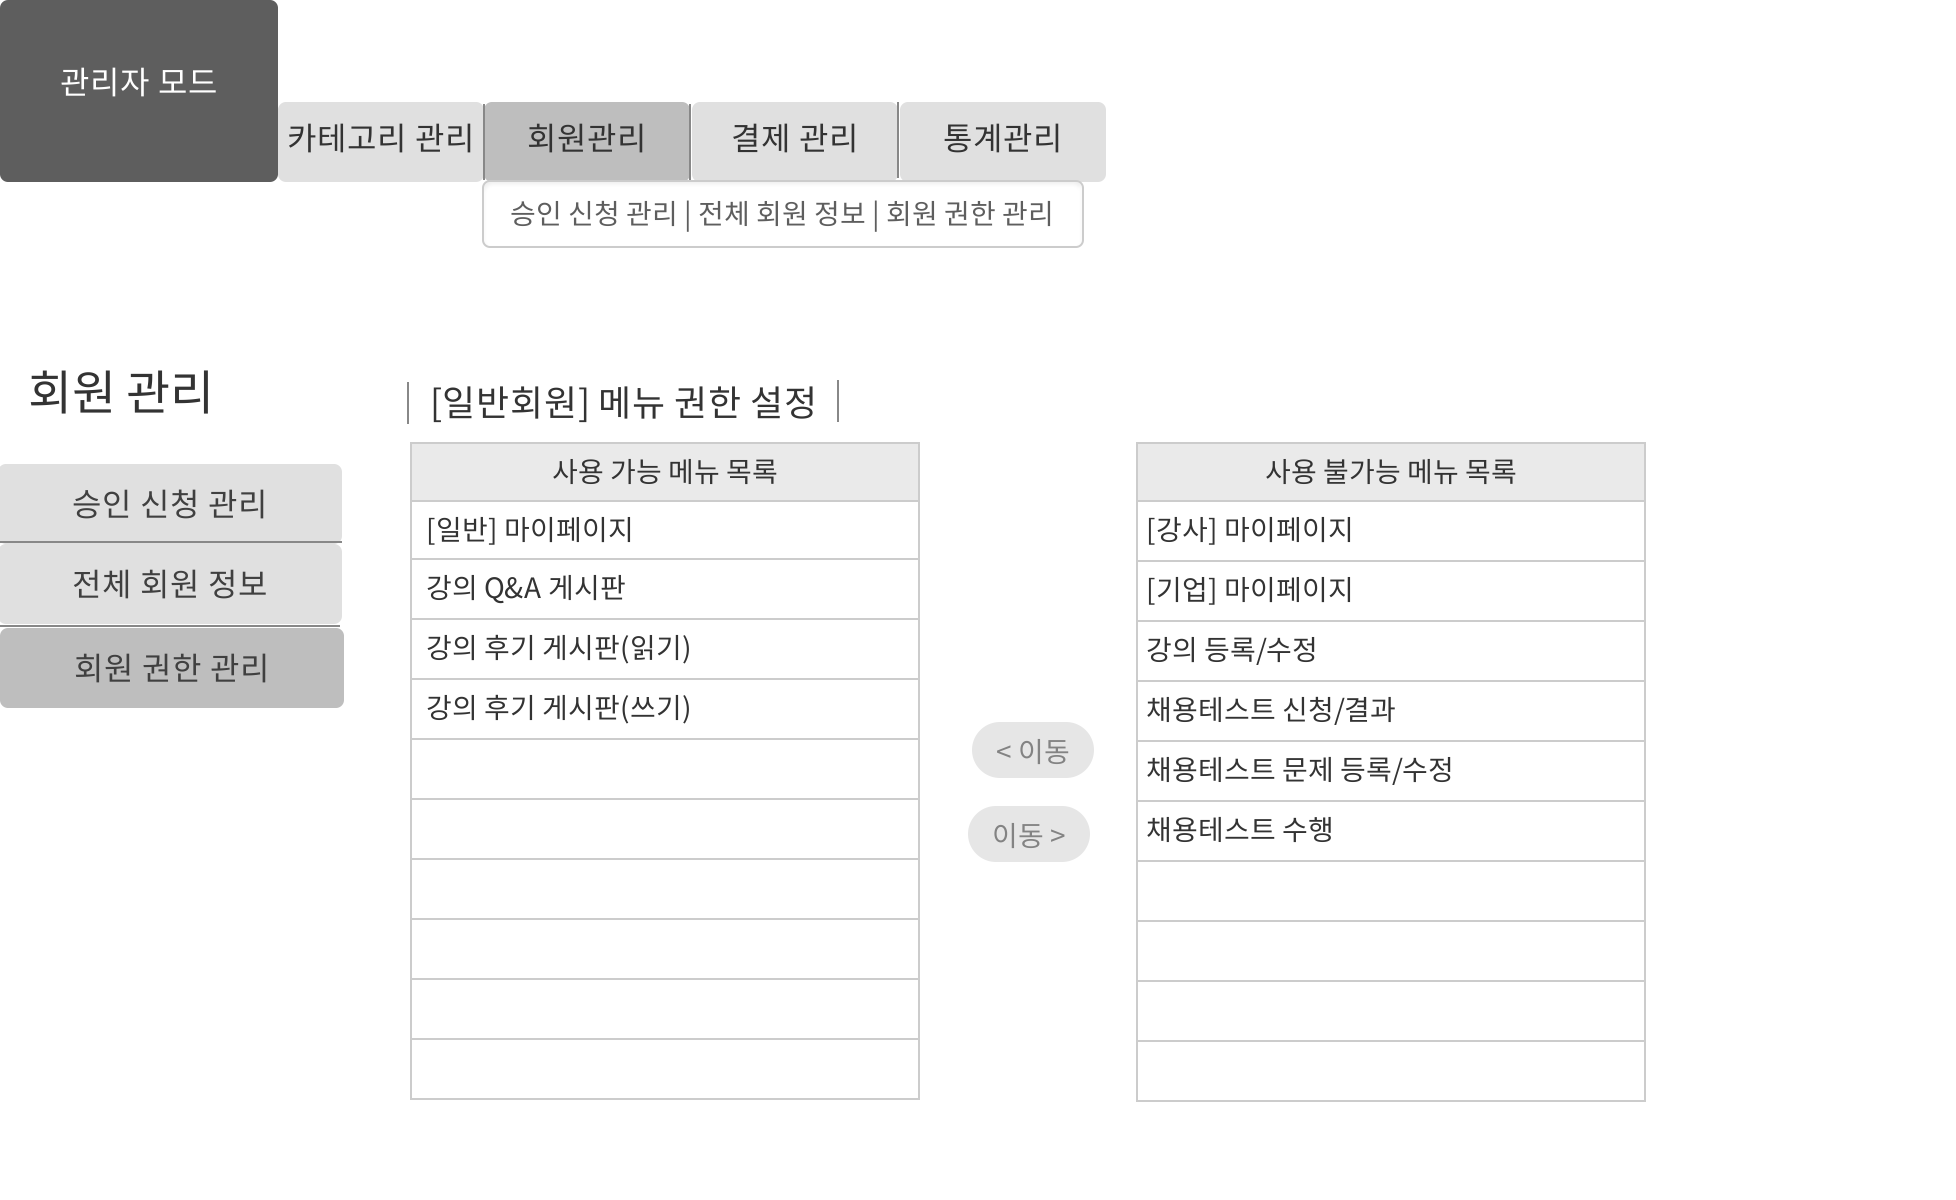 관리자 모드
카테고리 관리
회원관리
결제 관리
통계관리
승인 신청 관리 | 전체 회원 정보 | 회원 권한 관리
회원 관리
승인 신청 관리
전체 회원 정보
회원 권한 관리
[일반회원] 메뉴 권한 설정
사용 가능 메뉴 목록
[일반] 마이페이지
강의 Q&A 게시판
강의 후기 게시판(읽기)
강의 후기 게시판(쓰기)
< 이동
이동 >
사용 불가능 메뉴 목록
[강사] 마이페이지
[기업] 마이페이지
강의 등록/수정
채용테스트 신청/결과
채용테스트 문제 등록/수정
채용테스트 수행